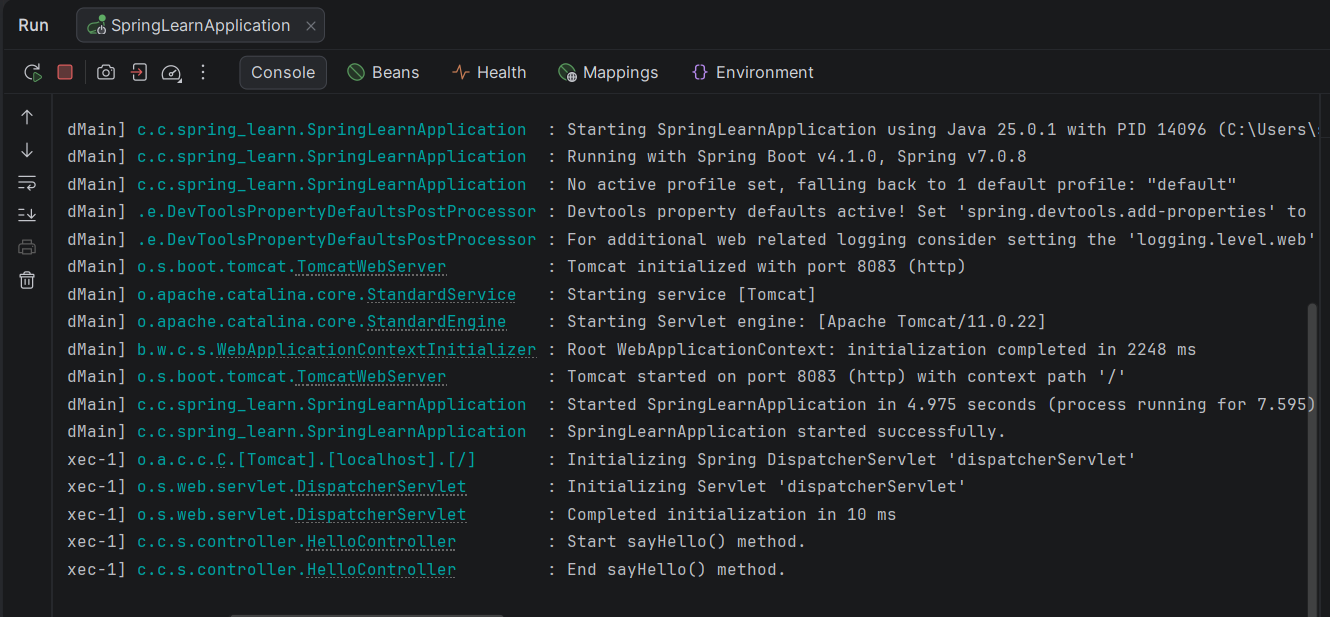 Run SpringLearnApplication
Console Beans Health Mappings Environment
dMain] c.c.spring_learn.SpringLearnApplication : Starting SpringLearnApplication using Java 25.0.1 with PID 14096 (C:\Users\
dMain] c.c.spring_learn.SpringLearnApplication : Running with Spring Boot v4.1.0, Spring v7.0.8
dMain] c.c.spring_learn.SpringLearnApplication : No active profile set, falling back to 1 default profile: "default"
dMain] .e.DevToolsPropertyDefaultsPostProcessor : Devtools property defaults active! Set 'spring.devtools.add-properties' to
dMain] .e.DevToolsPropertyDefaultsPostProcessor : For additional web related logging consider setting the 'logging.level.web'
dMain] o.s.boot.tomcat.TomcatWebServer : Tomcat initialized with port 8083 (http)
dMain] o.apache.catalina.core.StandardService : Starting service [Tomcat]
dMain] o.apache.catalina.core.StandardEngine : Starting Servlet engine: [Apache Tomcat/11.0.22]
dMain] b.w.c.s.WebApplicationContextInitializer : Root WebApplicationContext: initialization completed in 2248 ms
dMain] o.s.boot.tomcat.TomcatWebServer : Tomcat started on port 8083 (http) with context path '/'
dMain] c.c.spring_learn.SpringLearnApplication : Started SpringLearnApplication in 4.975 seconds (process running for 7.595)
dMain] c.c.spring_learn.SpringLearnApplication : SpringLearnApplication started successfully.
xec-1] o.a.c.c.C.[Tomcat].[localhost].[/] : Initializing Spring DispatcherServlet 'dispatcherServlet'
xec-1] o.s.web.servlet.DispatcherServlet : Initializing Servlet 'dispatcherServlet'
xec-1] o.s.web.servlet.DispatcherServlet : Completed initialization in 10 ms
xec-1] c.c.s.controller.HelloController : Start sayHello() method.
xec-1] c.c.s.controller.HelloController : End sayHello() method.